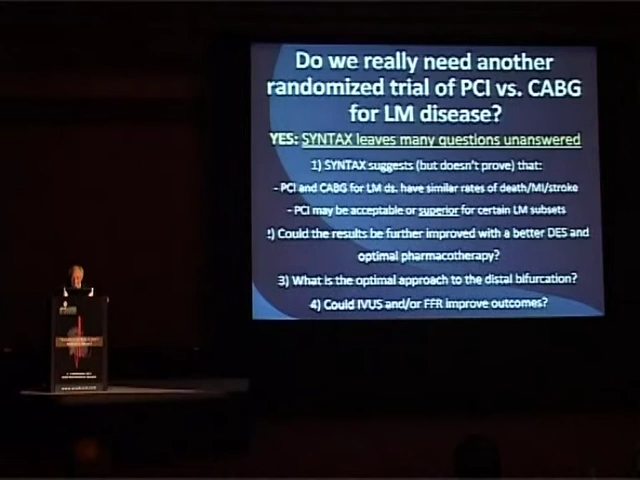 Do we really need another
randomized trial of PCI vs. CABG
for LM disease?
YES: SYNTAX leaves many questions unanswered
1) SYNTAX suggests (but doesn't prove) that:
- PCI and CABG for LM ds. have similar rates of death/MI/stroke
- PCI may be acceptable or superior for certain LM subsets
!) Could the results be further improved with a better DES and
optimal pharmacotherapy?
3) What is the optimal approach to the distal bifurcation?
4) Could IVUS and/or FFR improve outcomes?